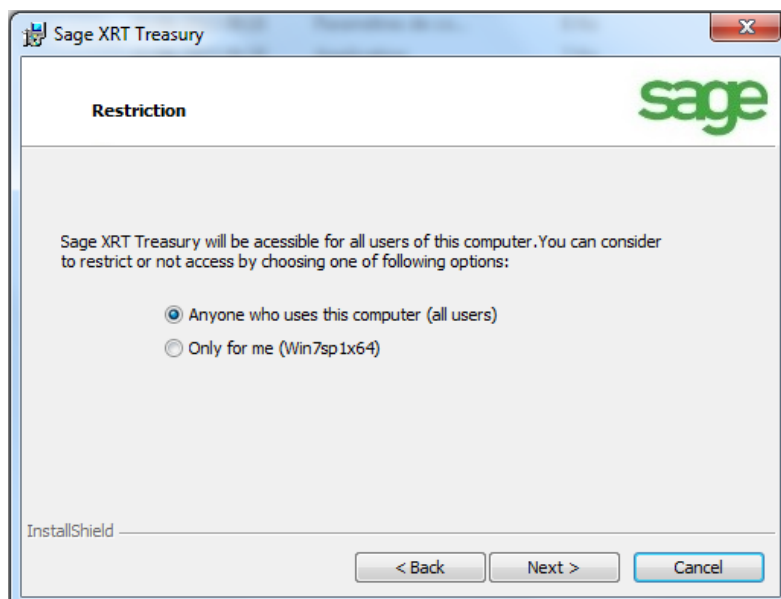 Sage XRT Treasury
Restriction
sage
Sage XRT Treasury will be acessible for all users of this computer.You can consider
to restrict or not access by choosing one of following options:
Anyone who uses this computer (all users)
Only for me (Win7sp1x64)
InstallShield
< Back
Next >
Cancel